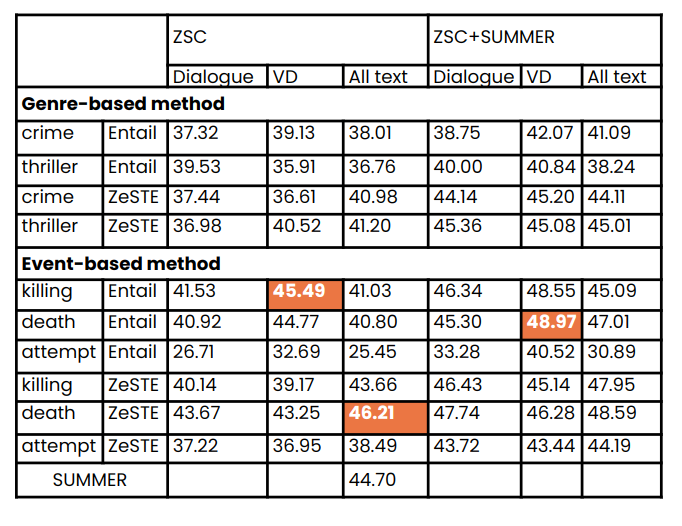 ZSC ZSC+SUMMER
Dialogue VD All text Dialogue VD All text
Genre-based method
crime Entail 37.32 39.13 38.01 38.75 42.07 41.09
thriller Entail 39.53 35.91 36.76 40.00 40.84 38.24
crime ZeSTE 37.44 36.61 40.98 44.14 45.20 44.11
thriller ZeSTE 36.98 40.52 41.20 45.36 45.08 45.01
Event-based method
killing Entail 41.53 45.49 41.03 46.34 48.55 45.09
death Entail 40.92 44.77 40.80 45.30 48.97 47.01
attempt Entail 26.71 32.69 25.45 33.28 40.52 30.89
killing ZeSTE 40.14 39.17 43.66 46.43 45.14 47.95
death ZeSTE 43.67 43.25 46.21 47.74 46.28 48.59
attempt ZeSTE 37.22 36.95 38.49 43.72 43.44 44.19
SUMMER 44.70